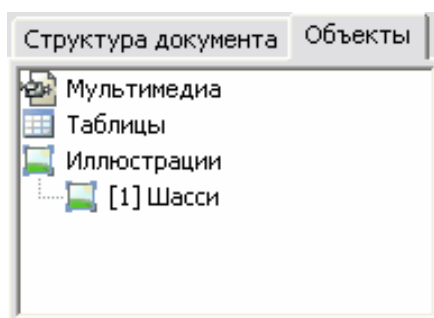 Структура документа Объекты
Мультимедиа
Таблицы
Иллюстрации
[1] Шасси